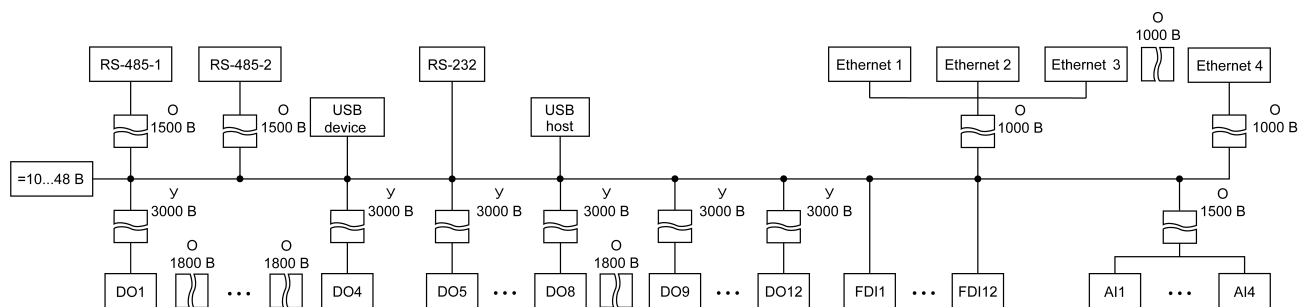 О
1000 В
RS-485-1
RS-485-2
RS-232
Ethernet 1
Ethernet 2
Ethernet 3
Ethernet 4
О
1500 В
О
1500 В
USB
device
USB
host
О
1000 В
О
1000 В
=10...48 В
У
3000 В
У
3000 В
У
3000 В
У
3000 В
У
3000 В
У
3000 В
О
1500 В
О
1800 В
О
1800 В
О
1800 В
DO1
...
DO4
DO5
...
DO8
DO9
...
DO12
FDI1
...
FDI12
AI1
...
AI4